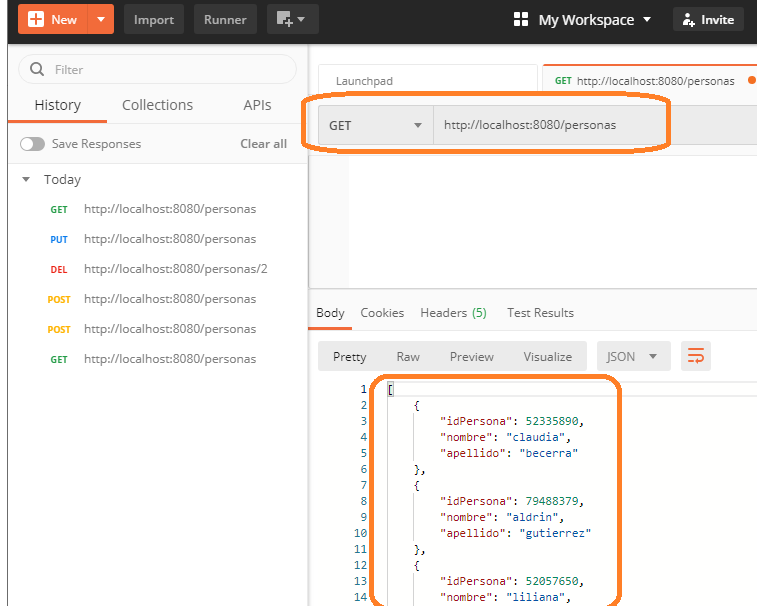 New Import Runner My Workspace Invite
Filter
History Collections APIs
Save Responses Clear all
Today
GET http://localhost:8080/personas
PUT http://localhost:8080/personas
DEL http://localhost:8080/personas/2
POST http://localhost:8080/personas
POST http://localhost:8080/personas
GET http://localhost:8080/personas
Launchpad GET http://localhost:8080/personas
GET http://localhost:8080/personas
Body Cookies Headers (5) Test Results
Pretty Raw Preview Visualize JSON
1 [
2 {
3 "idPersona": 52335890,
4 "nombre": "claudia",
5 "apellido": "becerra"
6 },
7 {
8 "idPersona": 79488379,
9 "nombre": "aldrin",
10 "apellido": "gutierrez"
11 },
12 {
13 "idPersona": 52057650,
14 "nombre": "liliana",